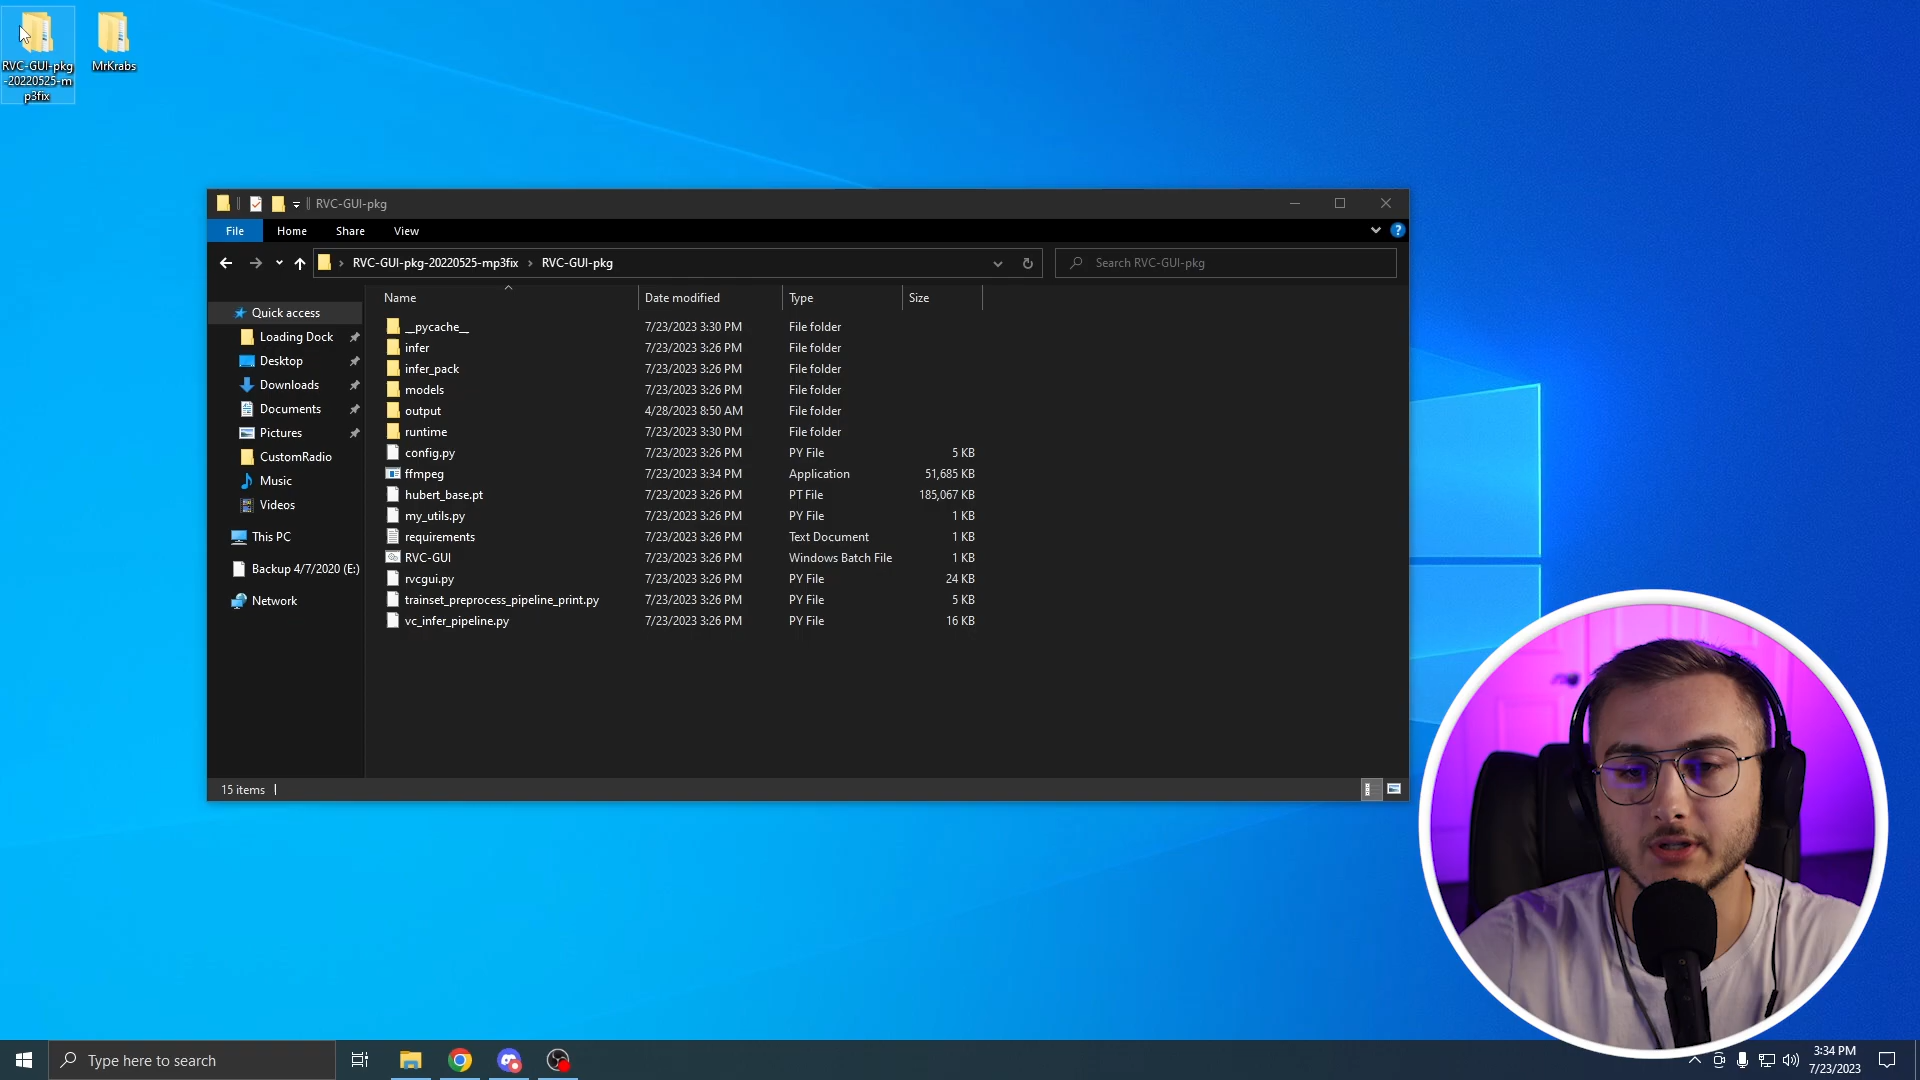 RVC-GUI-pkg
-20220525-m
p3fix
MrKrabs
RVC-GUI-pkg
File Home Share View
RVC-GUI-pkg-20220525-mp3fix › RVC-GUI-pkg
Search RVC-GUI-pkg
Quick access
Loading Dock
Desktop
Downloads
Documents
Pictures
CustomRadio
Music
Videos
This PC
Backup 4/7/2020 (E:)
Network
Name Date modified Type Size
__pycache__ 7/23/2023 3:30 PM File folder
infer 7/23/2023 3:26 PM File folder
infer_pack 7/23/2023 3:26 PM File folder
models 7/23/2023 3:26 PM File folder
output 4/28/2023 8:50 AM File folder
runtime 7/23/2023 3:30 PM File folder
config.py 7/23/2023 3:26 PM PY File 5 KB
ffmpeg 7/23/2023 3:34 PM Application 51,685 KB
hubert_base.pt 7/23/2023 3:26 PM PT File 185,067 KB
my_utils.py 7/23/2023 3:26 PM PY File 1 KB
requirements 7/23/2023 3:26 PM Text Document 1 KB
RVC-GUI 7/23/2023 3:26 PM Windows Batch File 1 KB
rvcgui.py 7/23/2023 3:26 PM PY File 24 KB
trainset_preprocess_pipeline_print.py 7/23/2023 3:26 PM PY File 5 KB
vc_infer_pipeline.py 7/23/2023 3:26 PM PY File 16 KB
15 items
Type here to search
3:34 PM
7/23/2023